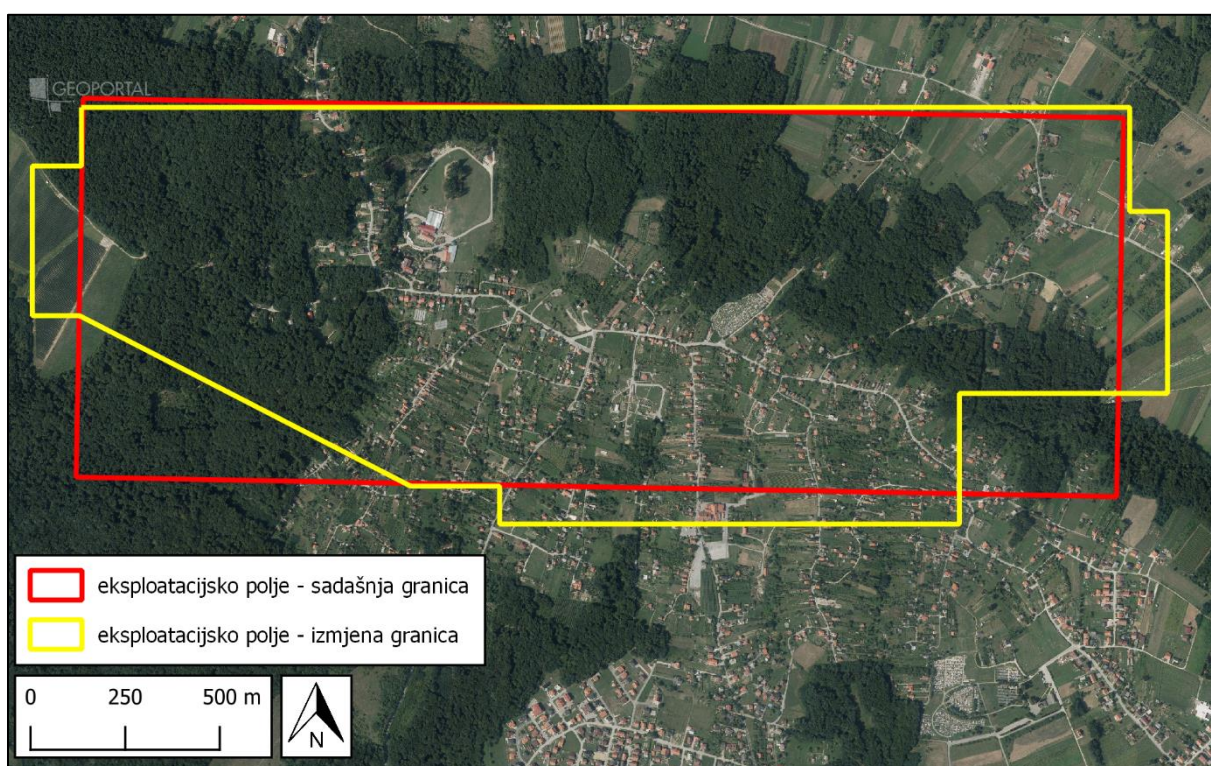 GEOPORTAL
eksploatacijsko polje - sadašnja granica
eksploatacijsko polje - izmjena granica
0 250 500 m
N